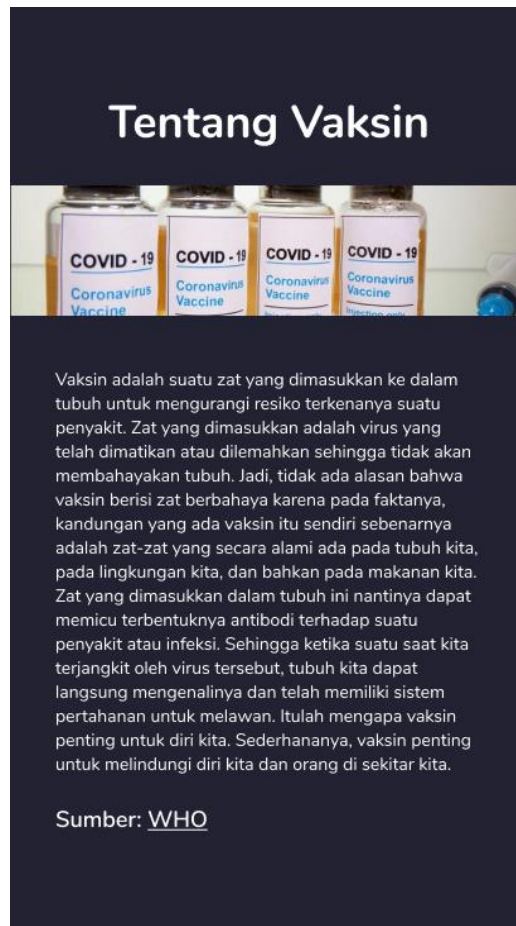 Tentang Vaksin
COVID - 19
Coronavirus
Vaccine
COVID - 19
Coronavirus
Vaccine
COVID - 19
Coronavirus
Vaccine
COVID - 19
Coronavirus
Vaccine
Injection only
Vaksin adalah suatu zat yang dimasukkan ke dalam
tubuh untuk mengurangi resiko terkenanya suatu
penyakit. Zat yang dimasukkan adalah virus yang
telah dimatikan atau dilemahkan sehingga tidak akan
membahayakan tubuh. Jadi, tidak ada alasan bahwa
vaksin berisi zat berbahaya karena pada faktanya,
kandungan yang ada vaksin itu sendiri sebenarnya
adalah zat-zat yang secara alami ada pada tubuh kita,
pada lingkungan kita, dan bahkan pada makanan kita.
Zat yang dimasukkan dalam tubuh ini nantinya dapat
memicu terbentuknya antibodi terhadap suatu
penyakit atau infeksi. Sehingga ketika suatu saat kita
terjangkit oleh virus tersebut, tubuh kita dapat
langsung mengenalinya dan telah memiliki sistem
pertahanan untuk melawan. Itulah mengapa vaksin
penting untuk diri kita. Sederhananya, vaksin penting
untuk melindungi diri kita dan orang di sekitar kita.
Sumber: WHO